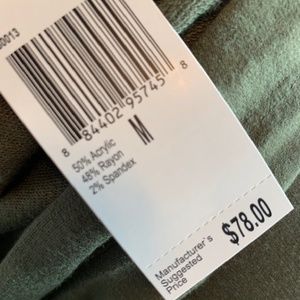 00013
8 84402 95745 8
M
50% Acrylic
48% Rayon
2% Spandex
Manufacturer's
Suggested
Price
$78.00